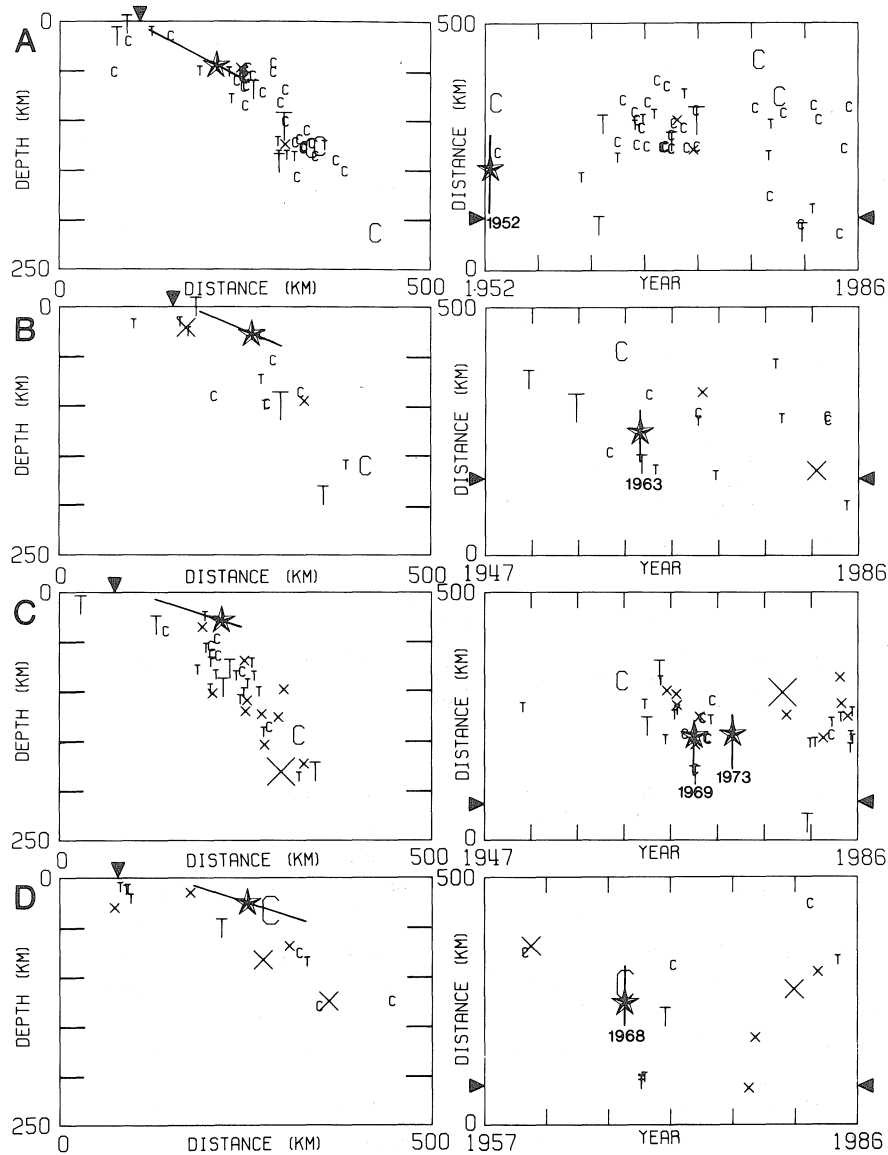 A
0
DEPTH (KM)
250
0
DISTANCE (KM)
500
500
DISTANCE (KM)
0
1952
1952
YEAR
1986
B
0
DEPTH (KM)
250
0
DISTANCE (KM)
500
500
DISTANCE (KM)
0
1963
1947
YEAR
1986
C
0
DEPTH (KM)
250
0
DISTANCE (KM)
500
500
DISTANCE (KM)
0
1969
1973
1947
YEAR
1986
D
0
DEPTH (KM)
250
0
DISTANCE (KM)
500
500
DISTANCE (KM)
0
1968
1957
YEAR
1986